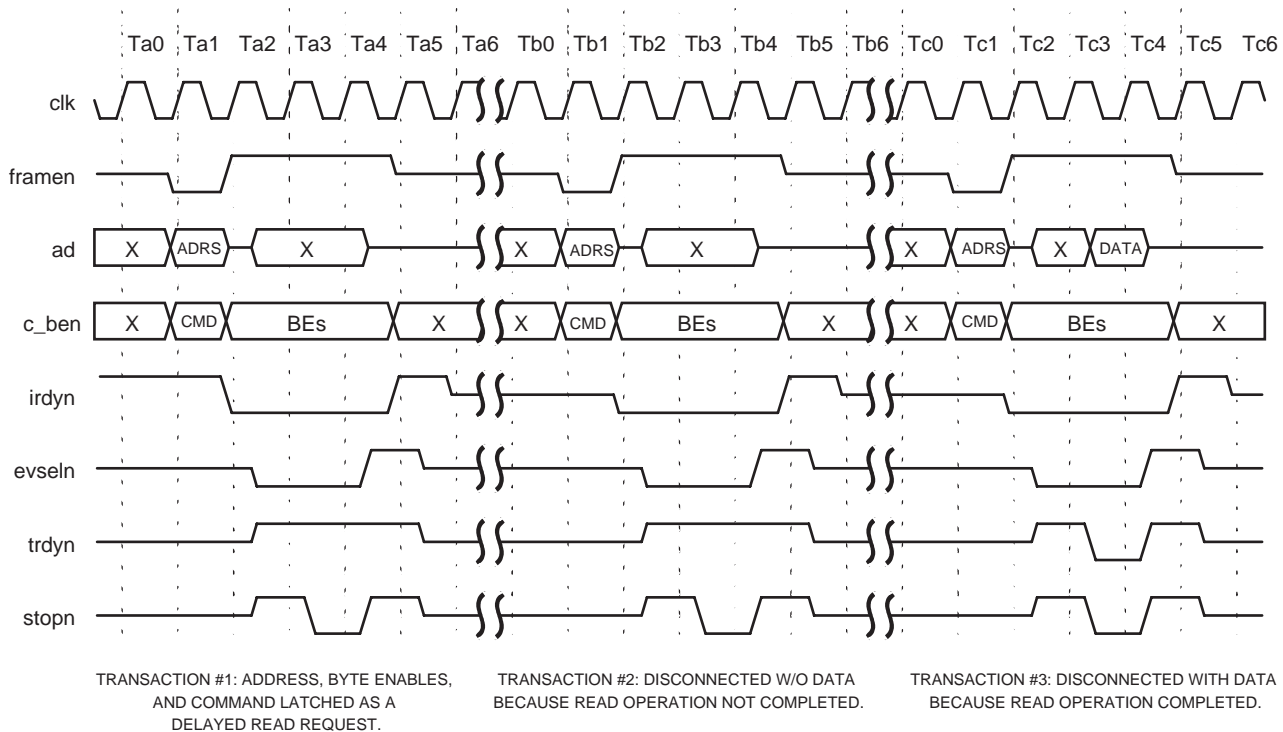 Ta0 Ta1 Ta2 Ta3 Ta4 Ta5 Ta6 Tb0 Tb1 Tb2 Tb3 Tb4 Tb5 Tb6 Tc0 Tc1 Tc2 Tc3 Tc4 Tc5 Tc6
clk
framen
ad X ADRS X X ADRS X X ADRS X DATA
c_ben X CMD BEs X X CMD BEs X X CMD BEs X
irdyn
evseln
trdyn
stopn
TRANSACTION #1: ADDRESS, BYTE ENABLES,
AND COMMAND LATCHED AS A
DELAYED READ REQUEST.
TRANSACTION #2: DISCONNECTED W/O DATA
BECAUSE READ OPERATION NOT COMPLETED.
TRANSACTION #3: DISCONNECTED WITH DATA
BECAUSE READ OPERATION COMPLETED.